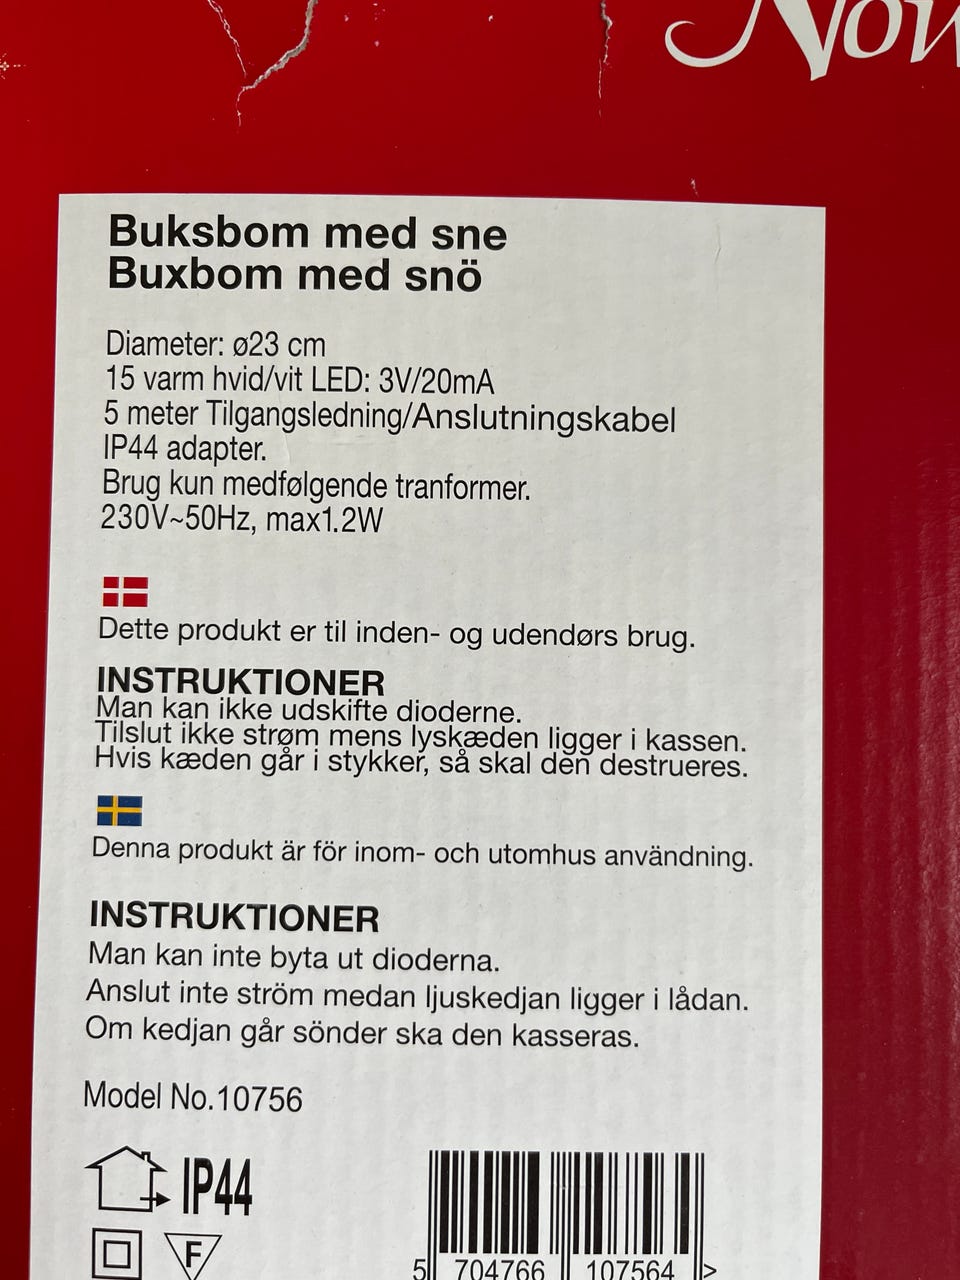 Now
Buksbom med sne
Buxbom med snö
Diameter: ø23 cm
15 varm hvid/vit LED: 3V/20mA
5 meter Tilgangsledning/Anslutningskabel
IP44 adapter.
Brug kun medfølgende tranformer.
230V~50Hz, max1.2W
Dette produkt er til inden- og udendørs brug.
INSTRUKTIONER
Man kan ikke udskifte dioderne.
Tilslut ikke strøm mens lyskæden ligger i kassen.
Hvis kæden går i stykker, så skal den destrueres.
Denna produkt är för inom- och utomhus användning.
INSTRUKTIONER
Man kan inte byta ut dioderna.
Anslut inte ström medan ljuskedjan ligger i lådan.
Om kedjan går sönder ska den kasseras.
Model No.10756
IP44
F
5 704766 107564 >